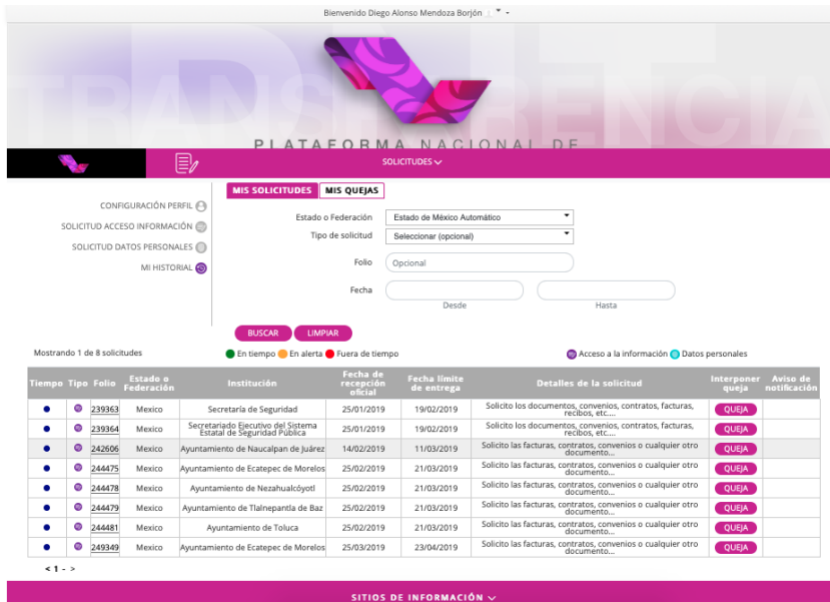 Bienvenido Diego Alonso Mendoza Borjón
TRANSPARENCIA
PLATAFORMA NACIONAL DE
SOLICITUDES
MIS SOLICITUDES MIS QUEJAS
CONFIGURACIÓN PERFIL
SOLICITUD ACCESO INFORMACIÓN
SOLICITUD DATOS PERSONALES
MI HISTORIAL
Estado o Federación Estado de México Automático
Tipo de solicitud Seleccionar (opcional)
Folio Opcional
Fecha
Desde Hasta
BUSCAR LIMPIAR
Mostrando 1 de 8 solicitudes En tiempo En alerta Fuera de tiempo Acceso a la información Datos personales
Tiempo Tipo Folio Estado o Federación Institución Fecha de recepción oficial Fecha límite de entrega Detalles de la solicitud Interponer queja Aviso de notificación
239363 Mexico Secretaría de Seguridad 25/01/2019 19/02/2019 Solicito los documentos, convenios, contratos, facturas, recibos, etc.... QUEJA
239364 Mexico Secretariado Ejecutivo del Sistema Estatal de Seguridad Pública 25/01/2019 19/02/2019 Solicito los documentos, convenios, contratos, facturas, recibos, etc.... QUEJA
242606 Mexico Ayuntamiento de Naucalpan de Juárez 14/02/2019 11/03/2019 Solicito las facturas, contratos, convenios o cualquier otro documento... QUEJA
244475 Mexico Ayuntamiento de Ecatepec de Morelos 25/02/2019 21/03/2019 Solicito las facturas, contratos, convenios o cualquier otro documento... QUEJA
244478 Mexico Ayuntamiento de Nezahualcóyotl 25/02/2019 21/03/2019 Solicito las facturas, contratos, convenios o cualquier otro documento... QUEJA
244479 Mexico Ayuntamiento de Tlalnepantla de Baz 25/02/2019 21/03/2019 Solicito las facturas, contratos, convenios o cualquier otro documento... QUEJA
244481 Mexico Ayuntamiento de Toluca 25/02/2019 21/03/2019 Solicito las facturas, contratos, convenios o cualquier otro documento... QUEJA
249349 Mexico Ayuntamiento de Ecatepec de Morelos 25/03/2019 23/04/2019 Solicito las facturas, contratos, convenios o cualquier otro documento... QUEJA
< 1 - >
SITIOS DE INFORMACIÓN